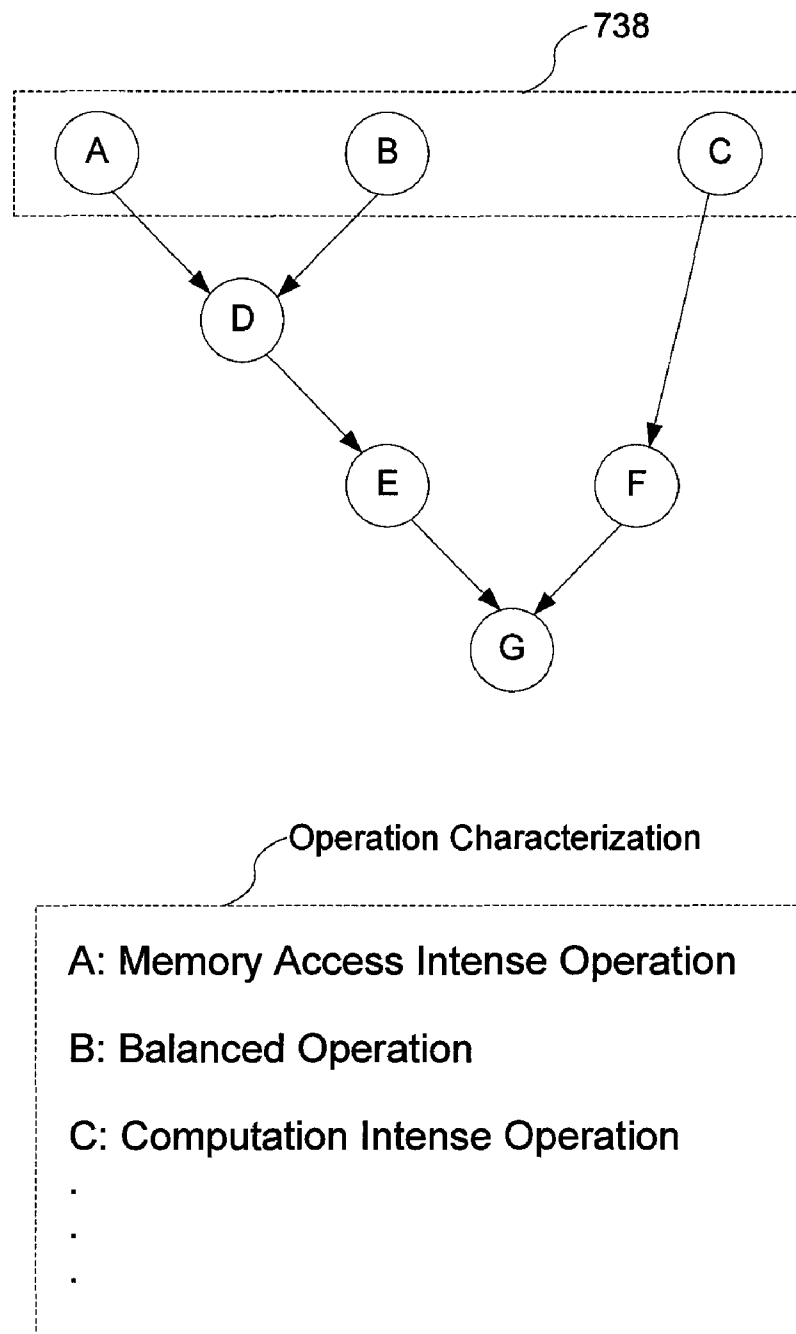 738
A
B
C
D
E
F
G
Operation Characterization
A: Memory Access Intense Operation
B: Balanced Operation
C: Computation Intense Operation
.
.
.